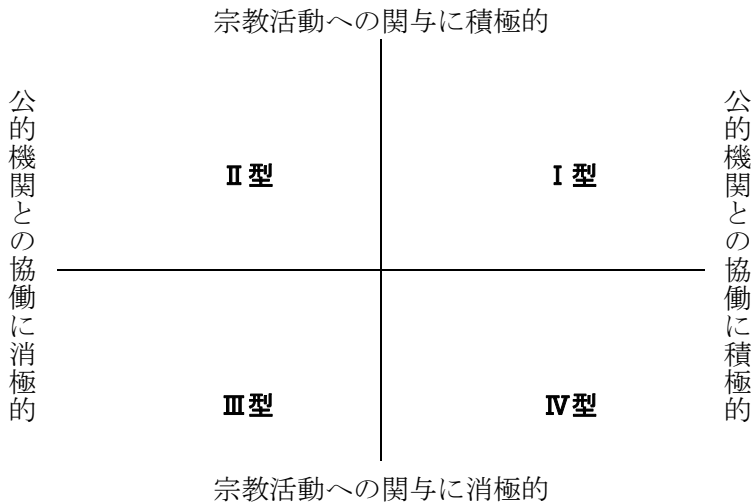 宗教活動への関与に積極的
公的機関との協働に消極的
公的機関との協働に積極的
Ⅱ型
Ⅰ型
Ⅲ型
Ⅳ型
宗教活動への関与に消極的